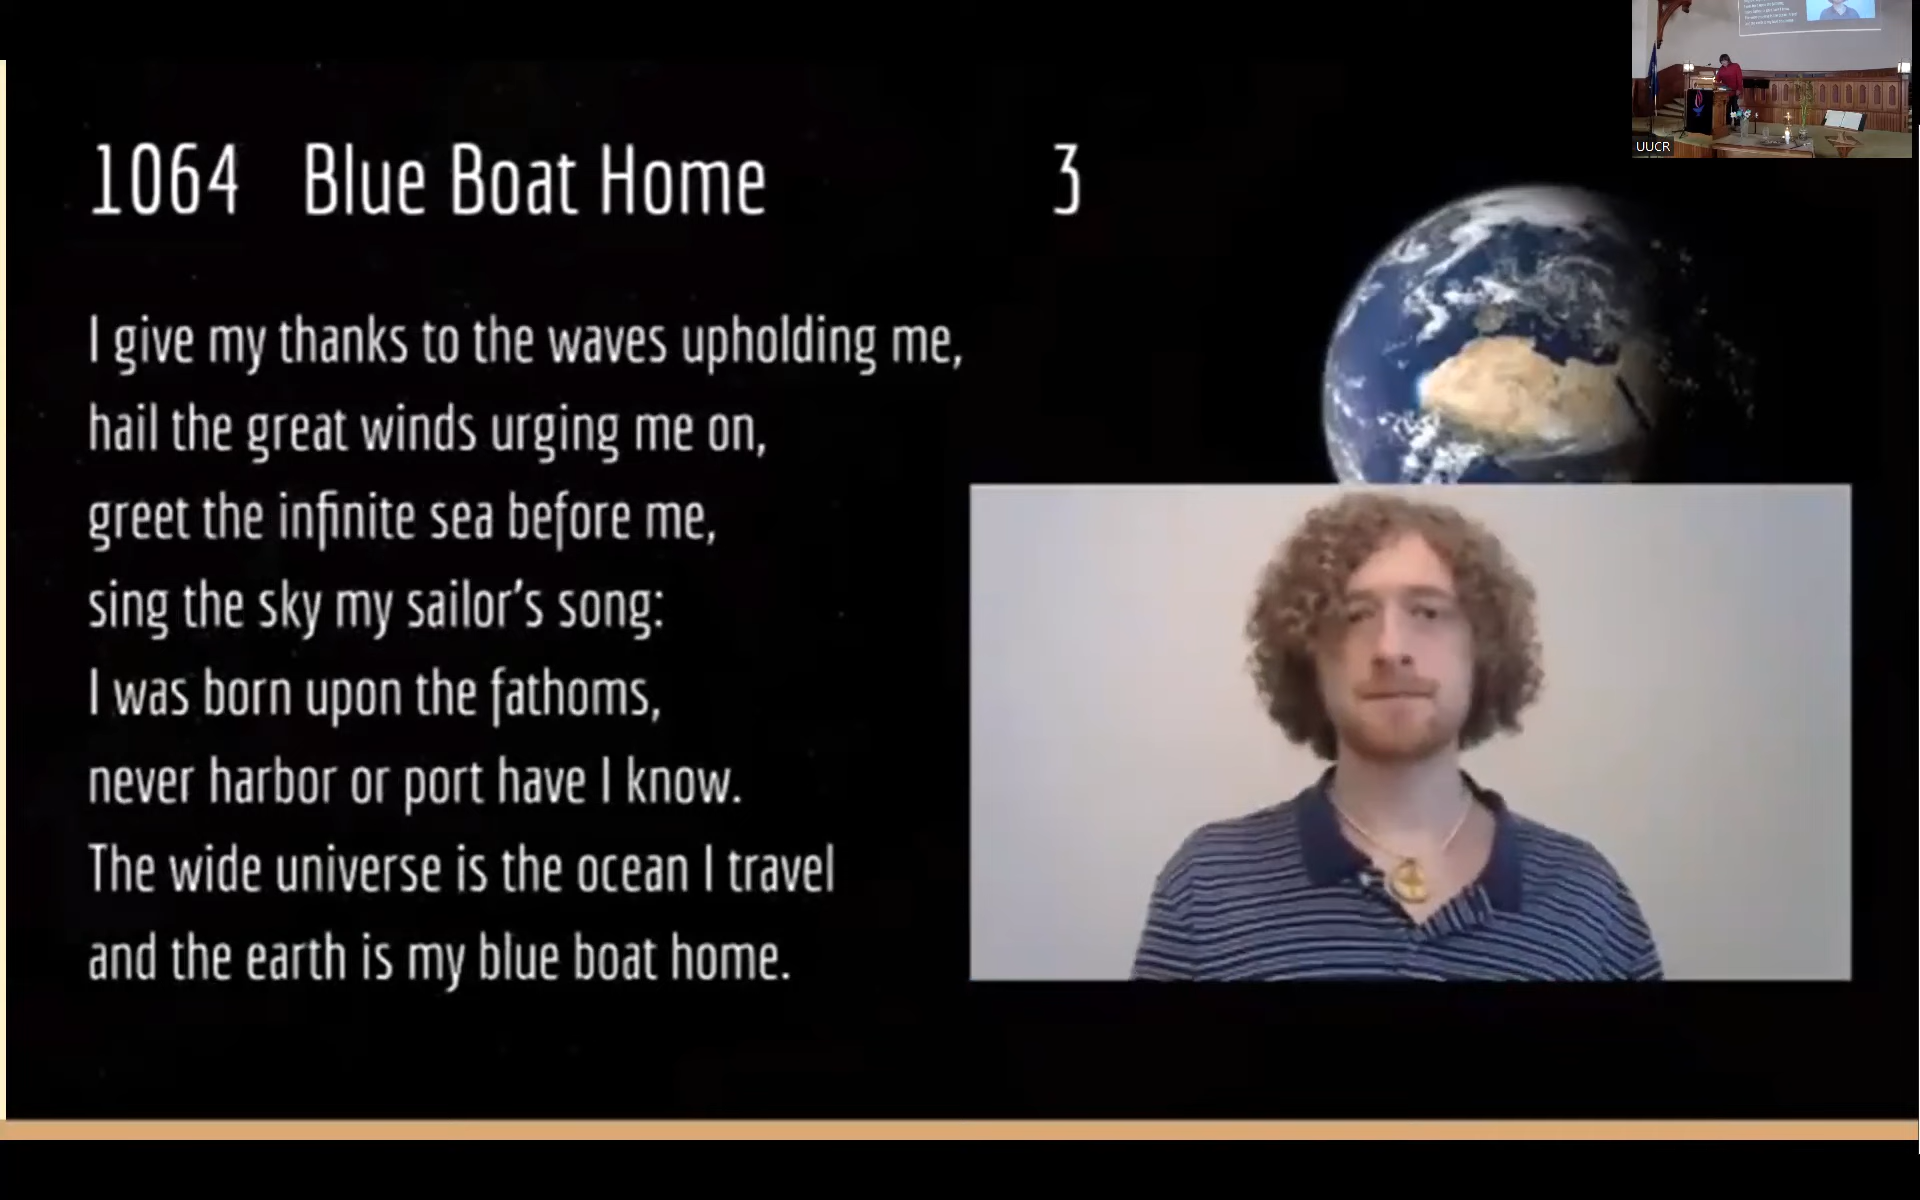 1064 Blue Boat Home 3
I give my thanks to the waves upholding me,
hail the great winds urging me on,
greet the infinite sea before me,
sing the sky my sailor's song:
I was born upon the fathoms,
never harbor or port have I know.
The wide universe is the ocean I travel
and the earth is my blue boat home.
UUCR